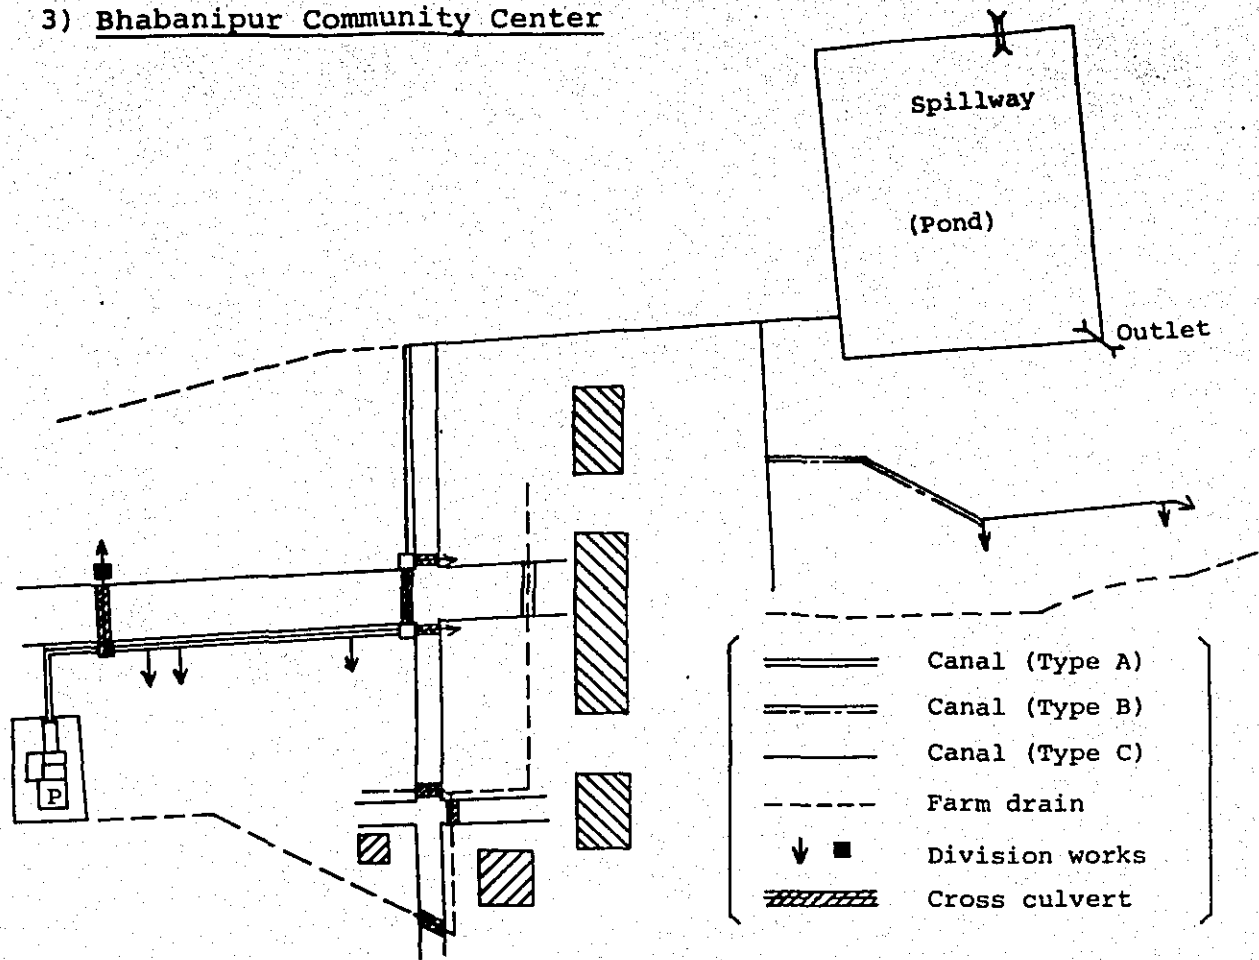 3) Bhabanipur Community Center
Spillway
(Pond)
Outlet
P
Canal (Type A)
Canal (Type B)
Canal (Type C)
Farm drain
Division works
Cross culvert